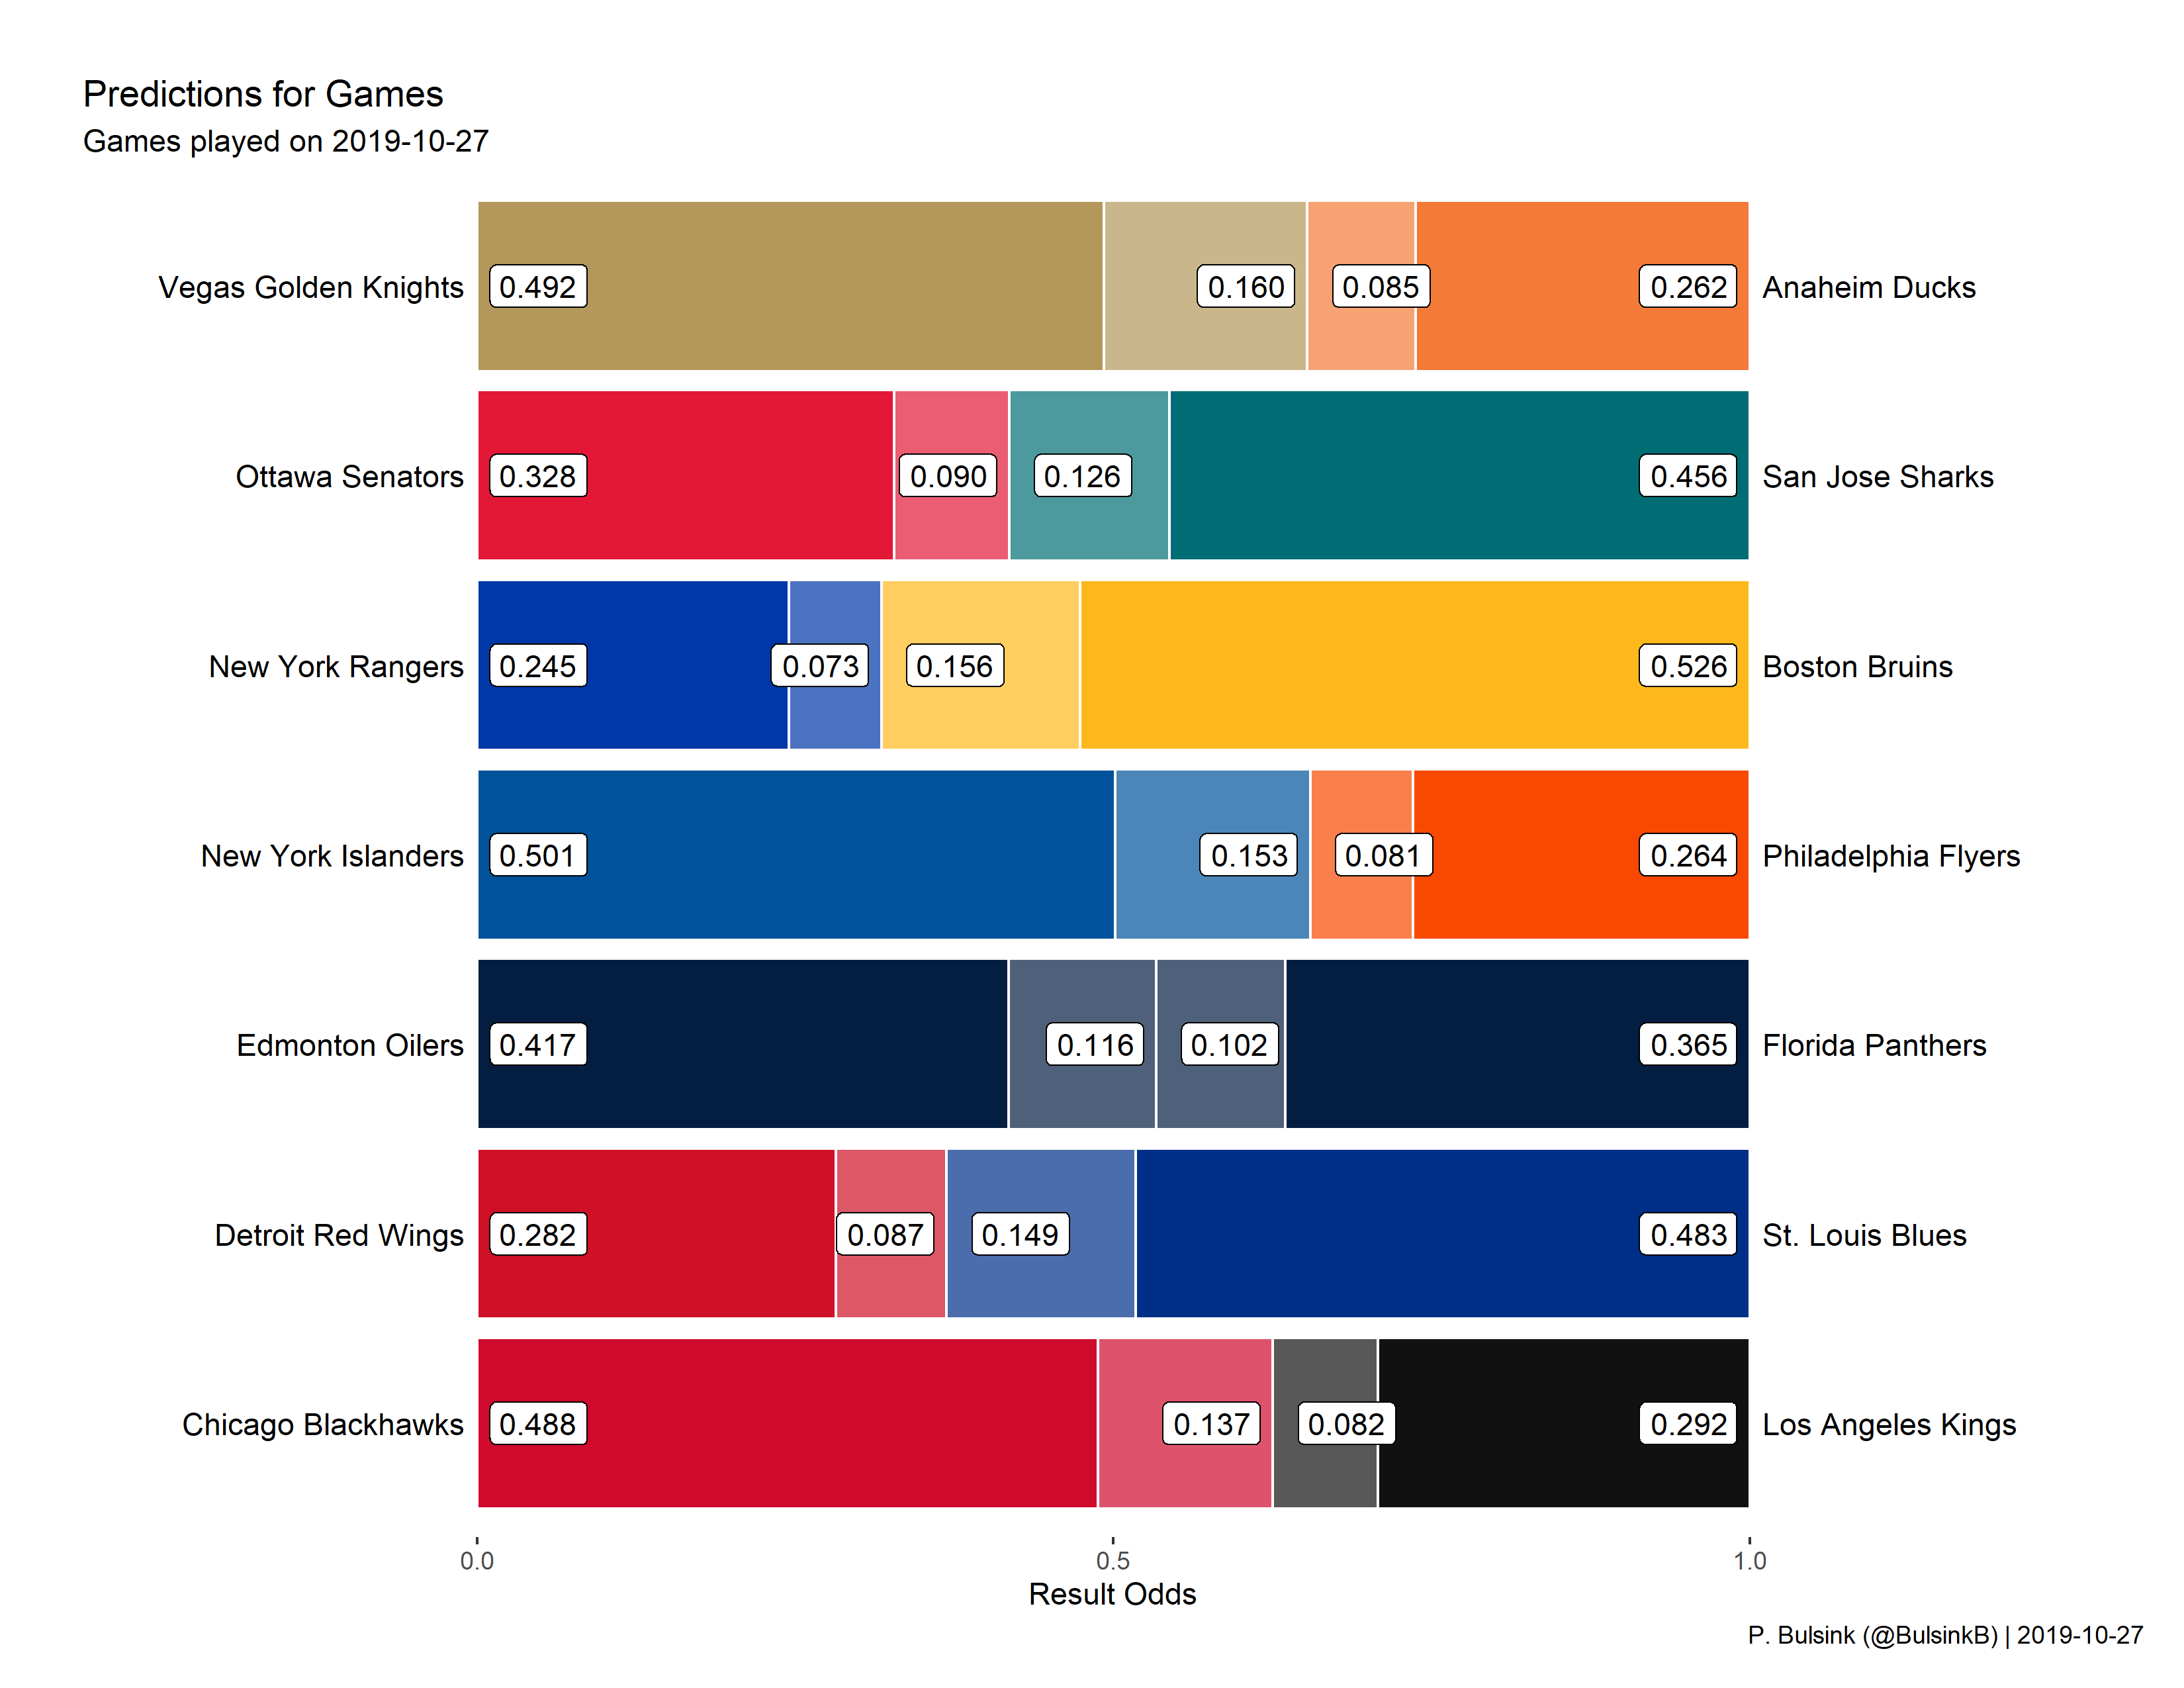 Predictions for Games
Games played on 2019-10-27
Vegas Golden Knights 0.492 0.160 0.085 0.262 Anaheim Ducks
Ottawa Senators 0.328 0.090 0.126 0.456 San Jose Sharks
New York Rangers 0.245 0.073 0.156 0.526 Boston Bruins
New York Islanders 0.501 0.153 0.081 0.264 Philadelphia Flyers
Edmonton Oilers 0.417 0.116 0.102 0.365 Florida Panthers
Detroit Red Wings 0.282 0.087 0.149 0.483 St. Louis Blues
Chicago Blackhawks 0.488 0.137 0.082 0.292 Los Angeles Kings
0.0 0.5 1.0
Result Odds
P. Bulsink (@BulsinkB) | 2019-10-27